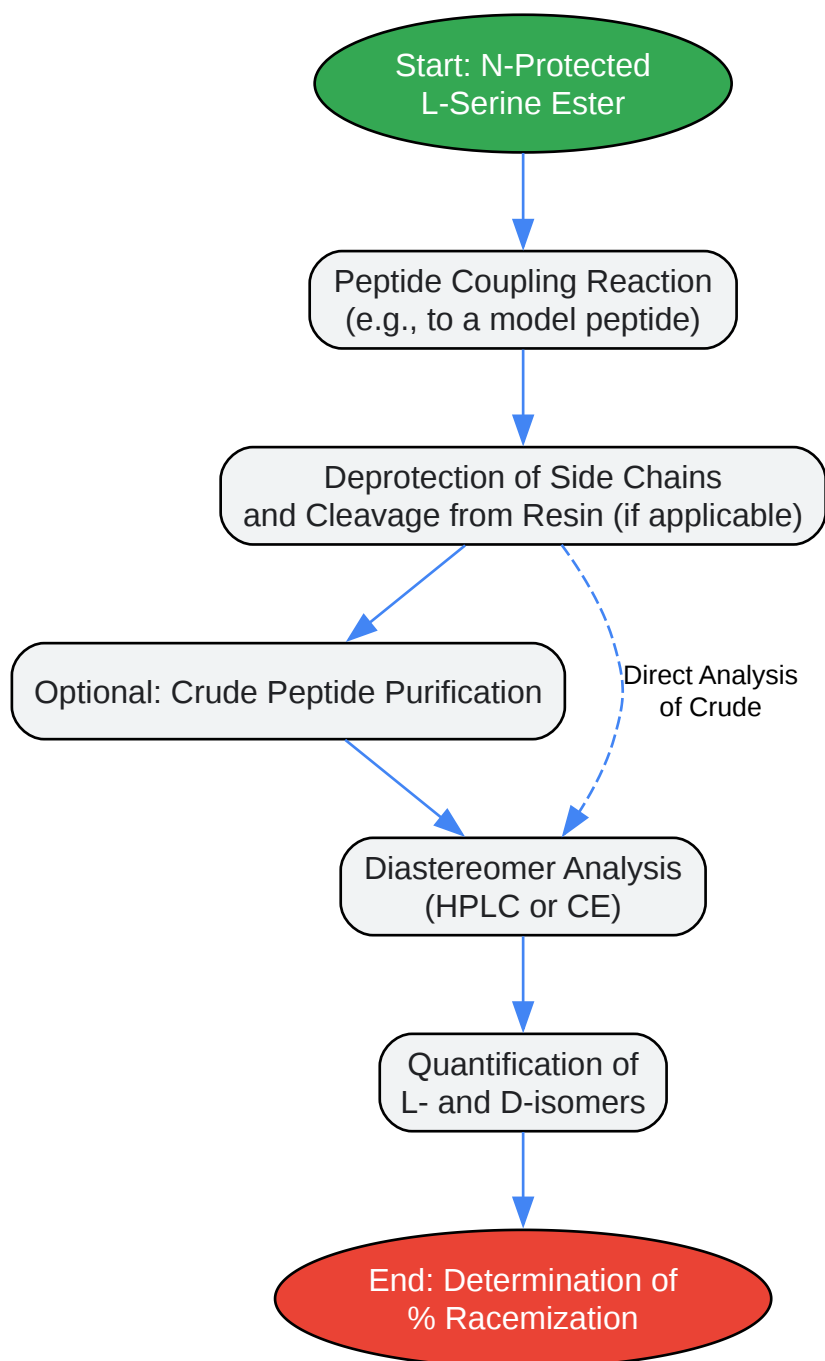 Start: N-Protected
L-Serine Ester
Peptide Coupling Reaction
(e.g., to a model peptide)
Deprotection of Side Chains
and Cleavage from Resin (if applicable)
Optional: Crude Peptide Purification
Direct Analysis
of Crude
Diastereomer Analysis
(HPLC or CE)
Quantification of
L- and D-isomers
End: Determination of
% Racemization